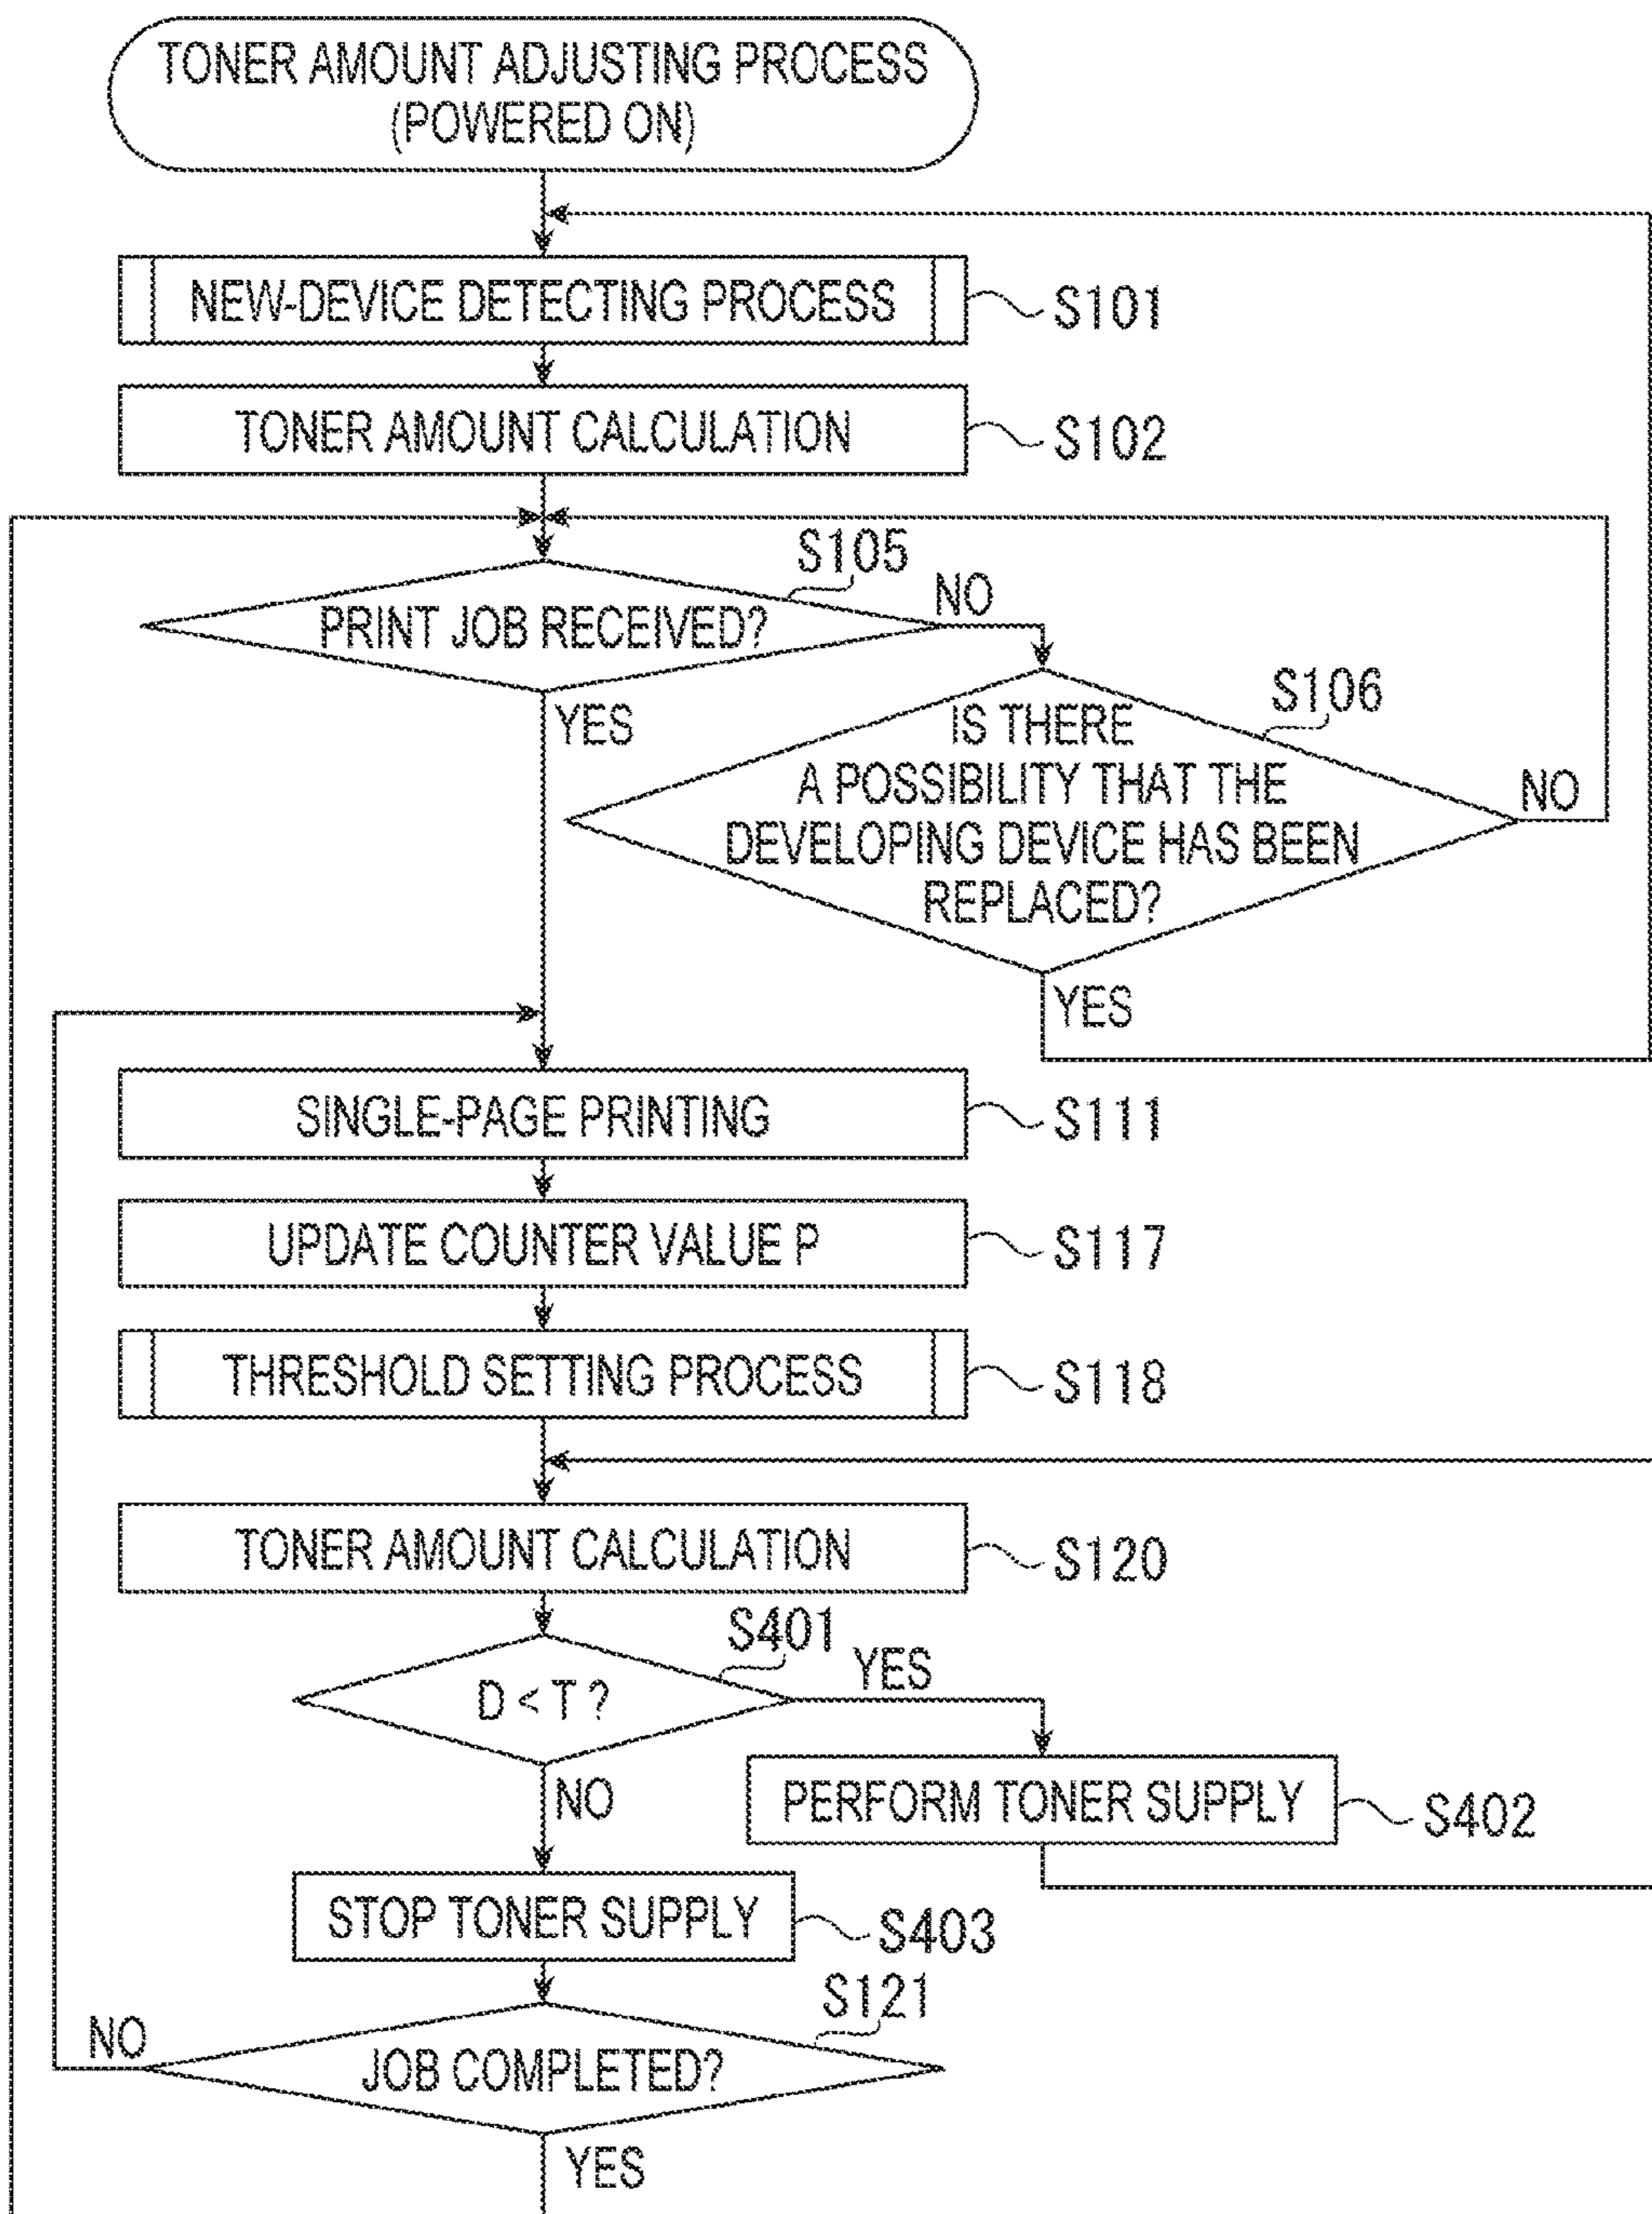 TONER AMOUNT ADJUSTING PROCESS
(POWERED ON)
NEW-DEVICE DETECTING PROCESS
S101
TONER AMOUNT CALCULATION
S102
S105
PRINT JOB RECEIVED?
NO
YES
S106
IS THERE
A POSSIBILITY THAT THE
DEVELOPING DEVICE HAS BEEN
REPLACED?
NO
YES
SINGLE-PAGE PRINTING
S111
UPDATE COUNTER VALUE P
S117
THRESHOLD SETTING PROCESS
S118
TONER AMOUNT CALCULATION
S120
S401
D < T ?
YES
NO
PERFORM TONER SUPPLY
S402
STOP TONER SUPPLY
S403
S121
JOB COMPLETED?
NO
YES